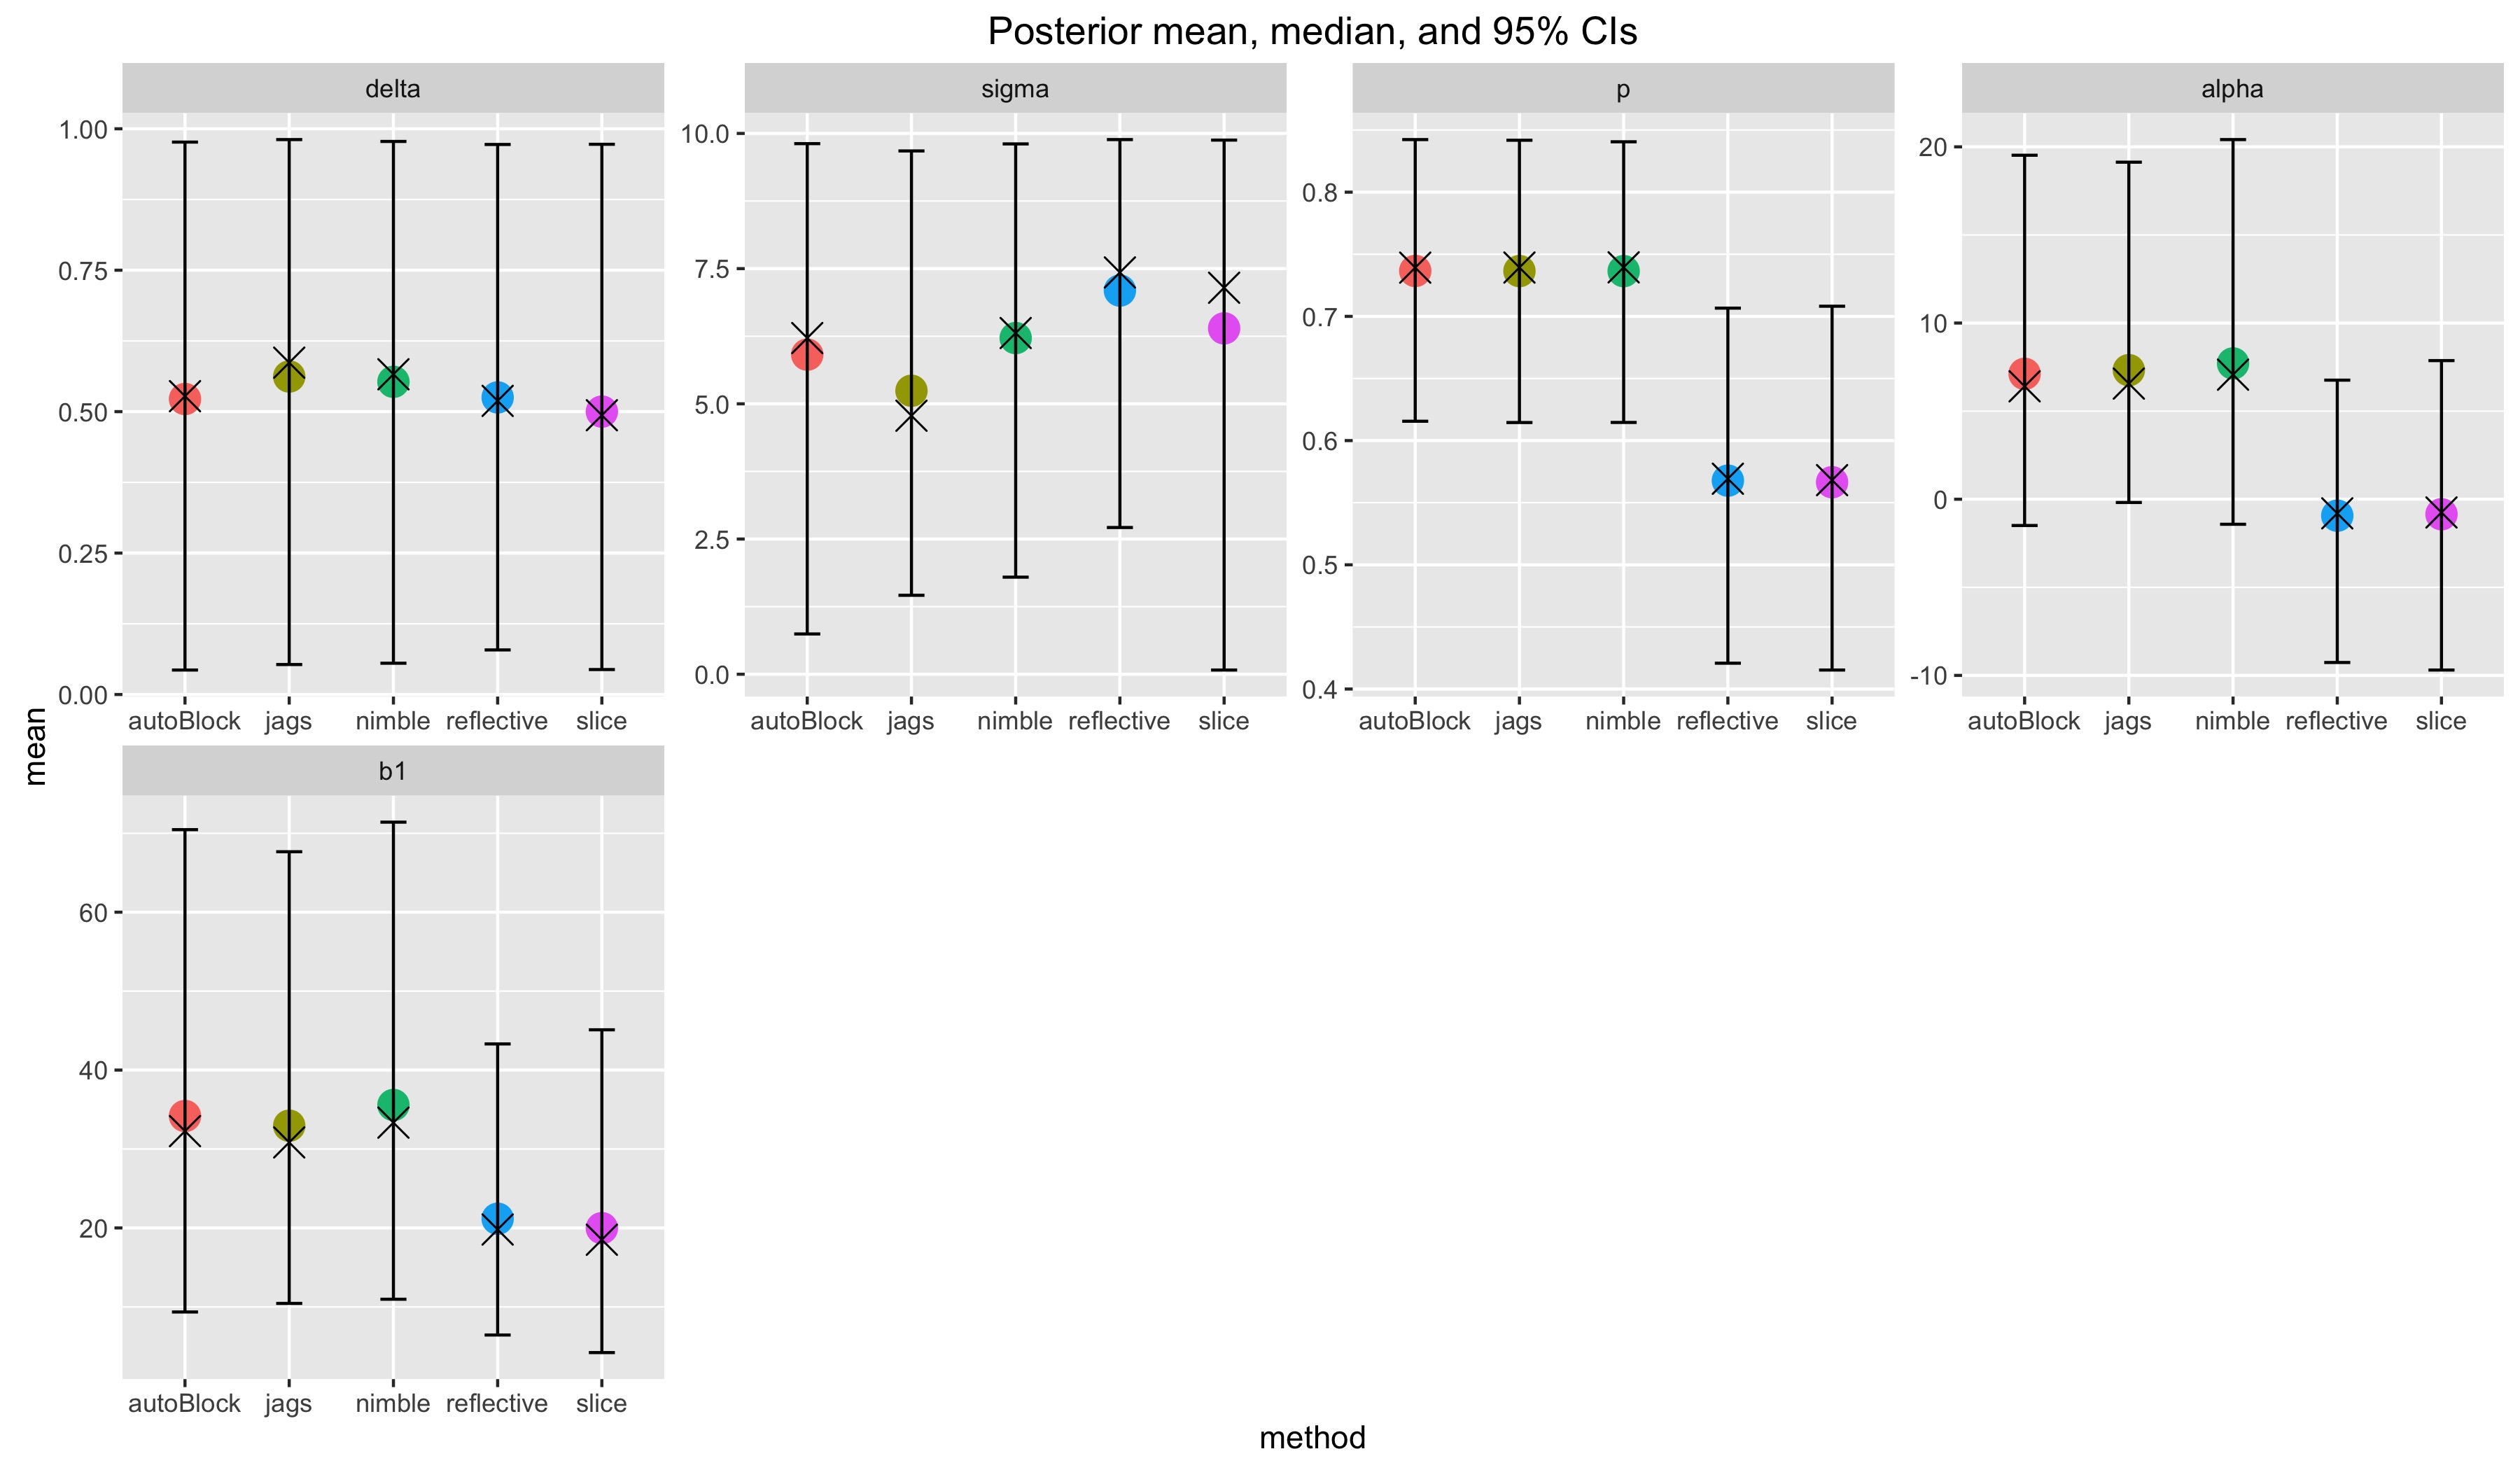 Posterior mean, median, and 95% CIs
delta
sigma
p
alpha
1.00
0.75
0.50
0.25
0.00
10.0
7.5
5.0
2.5
0.0
0.8
0.7
0.6
0.5
0.4
20
10
0
-10
autoBlock jags nimble reflective slice
autoBlock jags nimble reflective slice
autoBlock jags nimble reflective slice
autoBlock jags nimble reflective slice
mean
b1
60
40
20
autoBlock jags nimble reflective slice
method